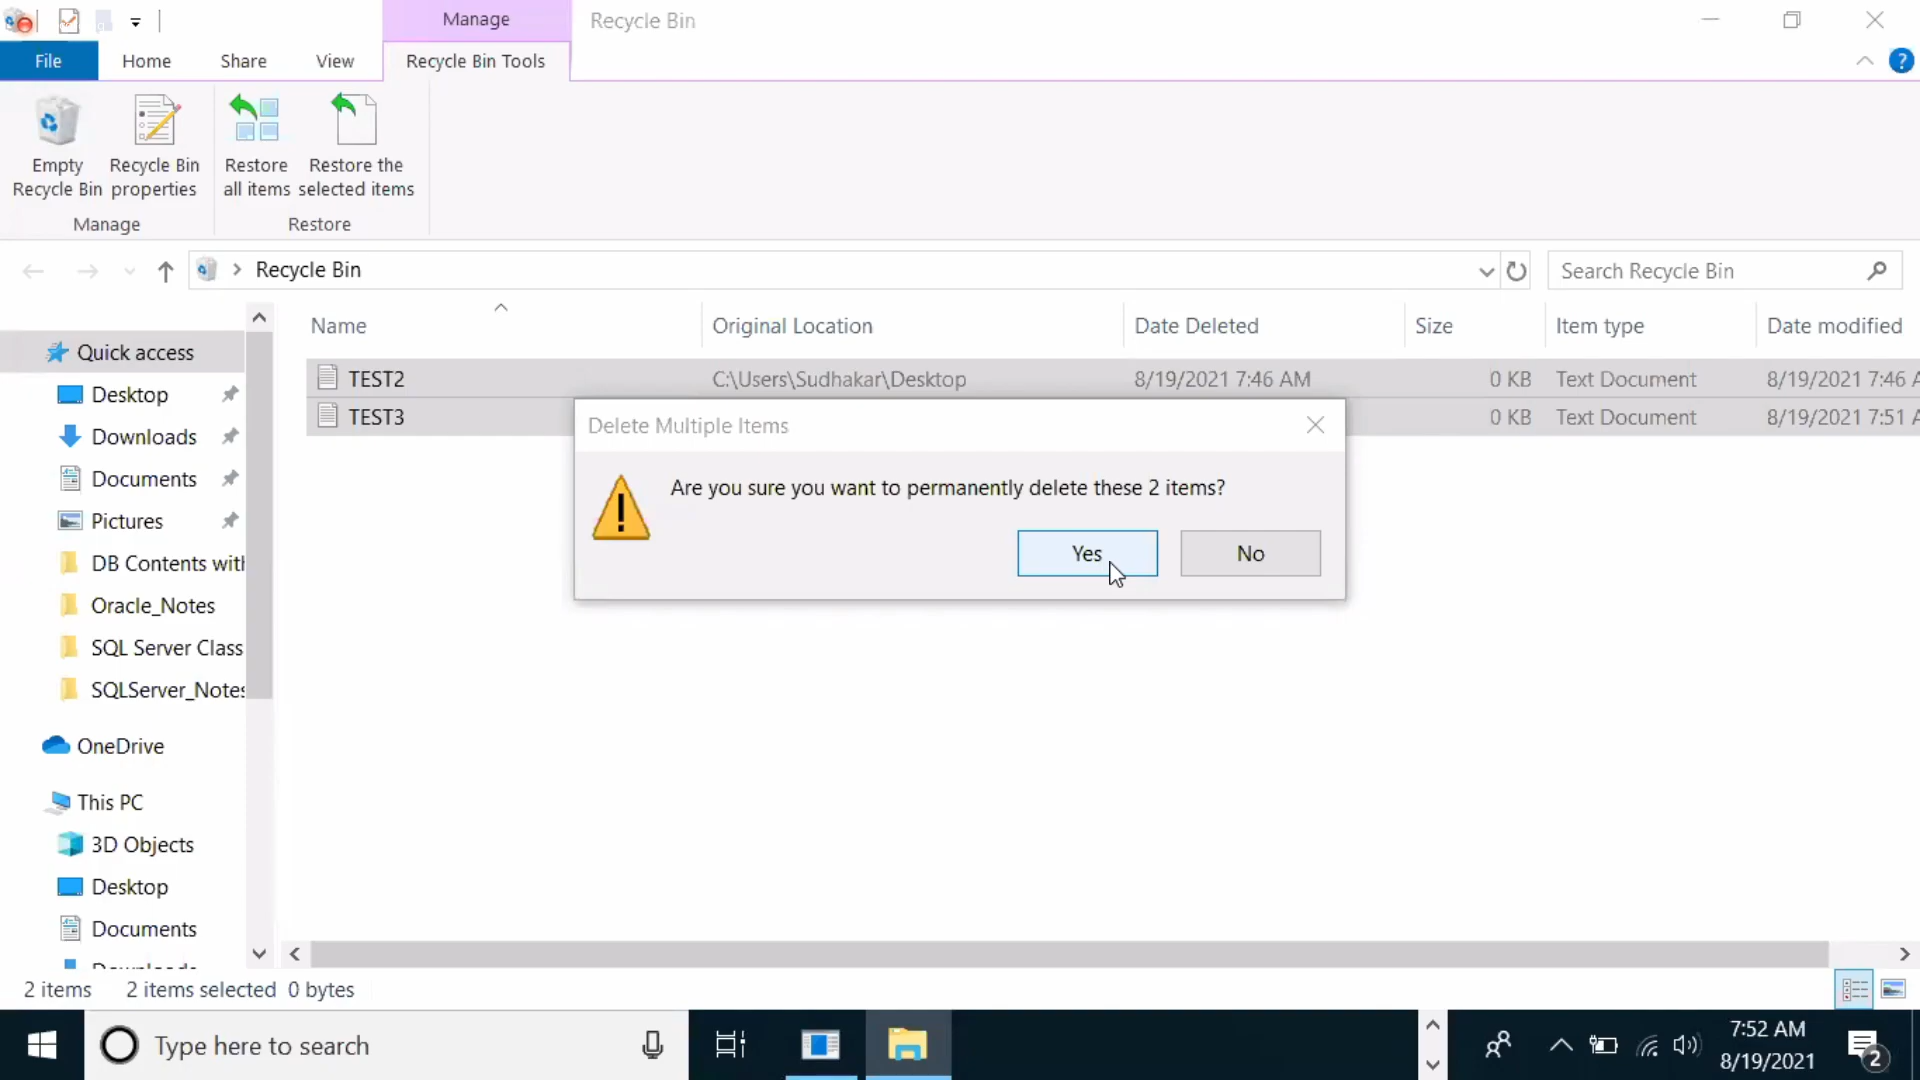 Manage
Recycle Bin
File
Home
Share
View
Recycle Bin Tools
?
Empty
Recycle Bin
Recycle Bin
properties
Restore
all items
Restore the
selected items
Manage
Restore
Recycle Bin
Search Recycle Bin
Name
Original Location
Date Deleted
Size
Item type
Date modified
TEST2
C:\Users\Sudhakar\Desktop
8/19/2021 7:46 AM
0 KB
Text Document
8/19/2021 7:46 A
TEST3
0 KB
Text Document
8/19/2021 7:51 A
Delete Multiple Items
Are you sure you want to permanently delete these 2 items?
Yes
No
Quick access
Desktop
Downloads
Documents
Pictures
DB Contents with
Oracle_Notes
SQL Server Class
SQLServer_Notes
OneDrive
This PC
3D Objects
Desktop
Documents
2 items
2 items selected
0 bytes
Type here to search
7:52 AM
8/19/2021
2